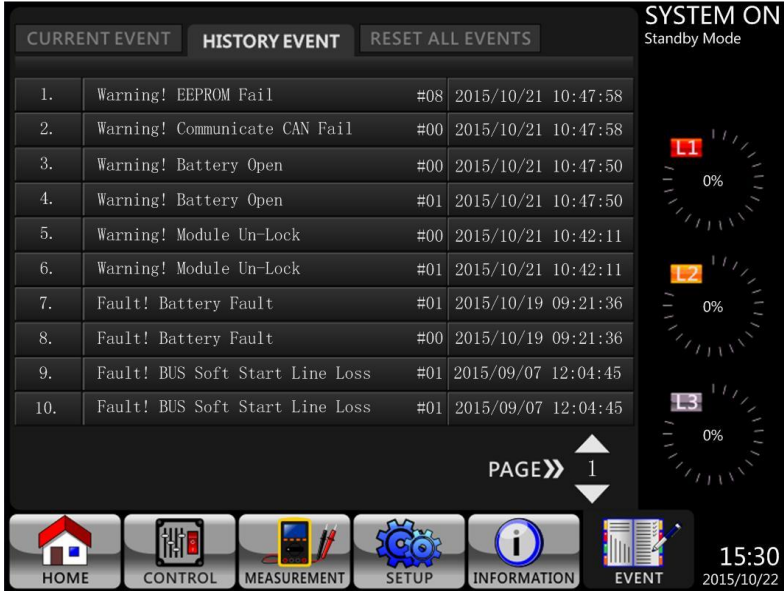 CURRENT EVENT HISTORY EVENT RESET ALL EVENTS
SYSTEM ON
Standby Mode
1. Warning! EEPROM Fail #08 2015/10/21 10:47:58
2. Warning! Communicate CAN Fail #00 2015/10/21 10:47:58
3. Warning! Battery Open #00 2015/10/21 10:47:50
4. Warning! Battery Open #01 2015/10/21 10:47:50
5. Warning! Module Un-Lock #00 2015/10/21 10:42:11
6. Warning! Module Un-Lock #01 2015/10/21 10:42:11
7. Fault! Battery Fault #01 2015/10/19 09:21:36
8. Fault! Battery Fault #00 2015/10/19 09:21:36
9. Fault! BUS Soft Start Line Loss #01 2015/09/07 12:04:45
10. Fault! BUS Soft Start Line Loss #01 2015/09/07 12:04:45
L1
0%
L2
0%
L3
0%
PAGE 1
HOME CONTROL MEASUREMENT SETUP INFORMATION EVENT
15:30
2015/10/22